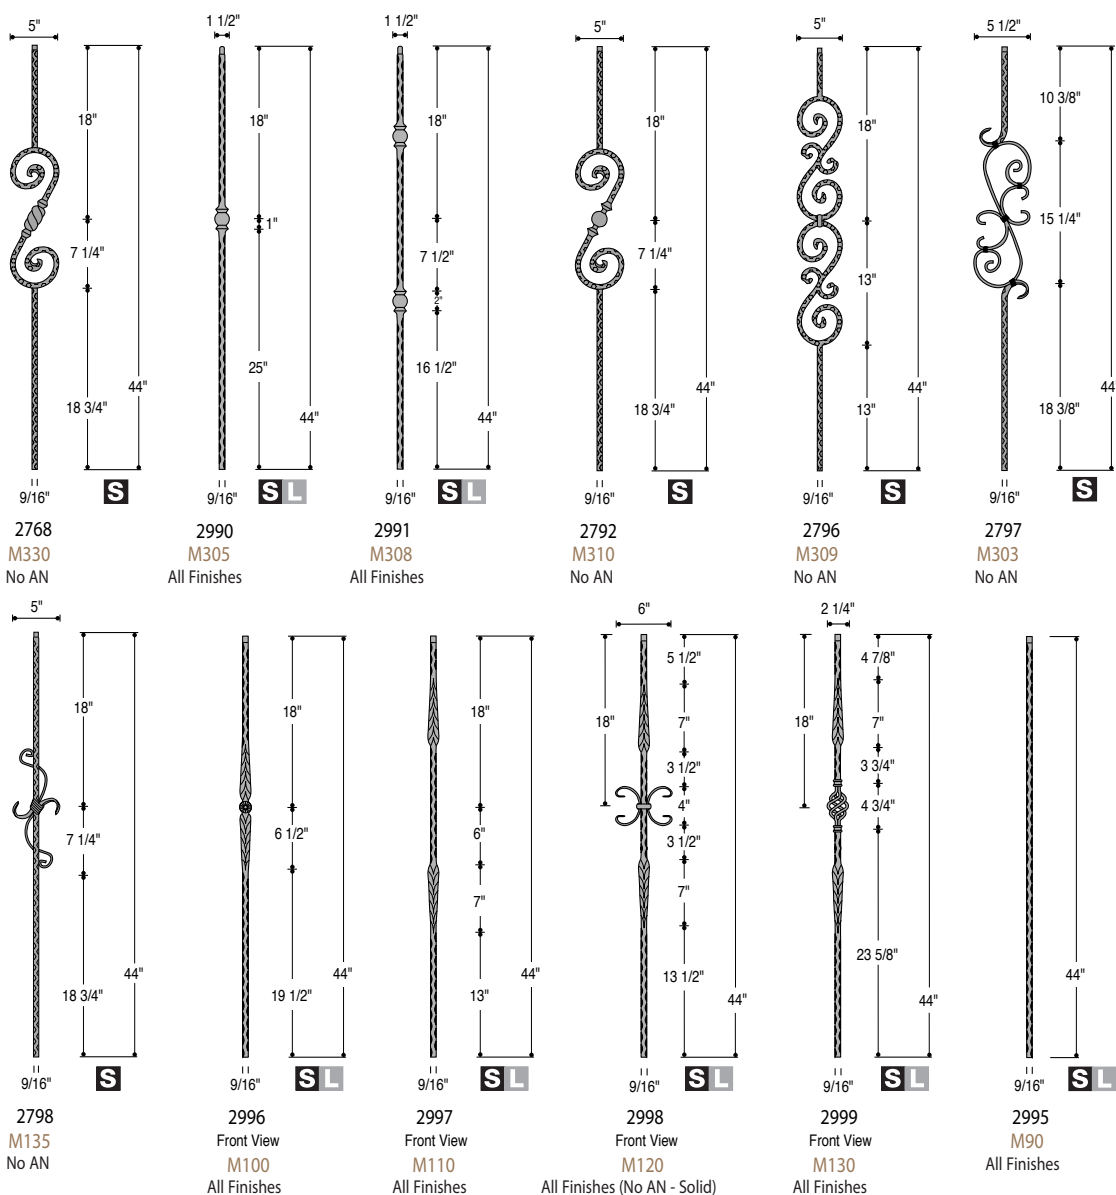 5"
18"
7 1/4"
18 3/4"
44"
9/16"
S
2768
M330
No AN
1 1/2"
18"
1"
25"
44"
9/16"
S L
2990
M305
All Finishes
1 1/2"
18"
7 1/2"
2"
16 1/2"
44"
9/16"
S L
2991
M308
All Finishes
5"
18"
7 1/4"
18 3/4"
44"
9/16"
S
2792
M310
No AN
5"
18"
13"
13"
44"
9/16"
S
2796
M309
No AN
5 1/2"
10 3/8"
15 1/4"
18 3/8"
44"
9/16"
S
2797
M303
No AN
5"
18"
7 1/4"
18 3/4"
44"
9/16"
S
2798
M135
No AN
18"
6 1/2"
19 1/2"
44"
9/16"
S L
2996
Front View
M100
All Finishes
18"
6"
7"
13"
44"
9/16"
S L
2997
Front View
M110
All Finishes
6"
18"
5 1/2"
7"
3 1/2"
4"
3 1/2"
7"
13 1/2"
44"
9/16"
S L
2998
Front View
M120
All Finishes (No AN - Solid)
2 1/4"
18"
4 7/8"
7"
3 3/4"
4 3/4"
23 5/8"
44"
9/16"
S L
2999
Front View
M130
All Finishes
44"
9/16"
S L
2995
M90
All Finishes